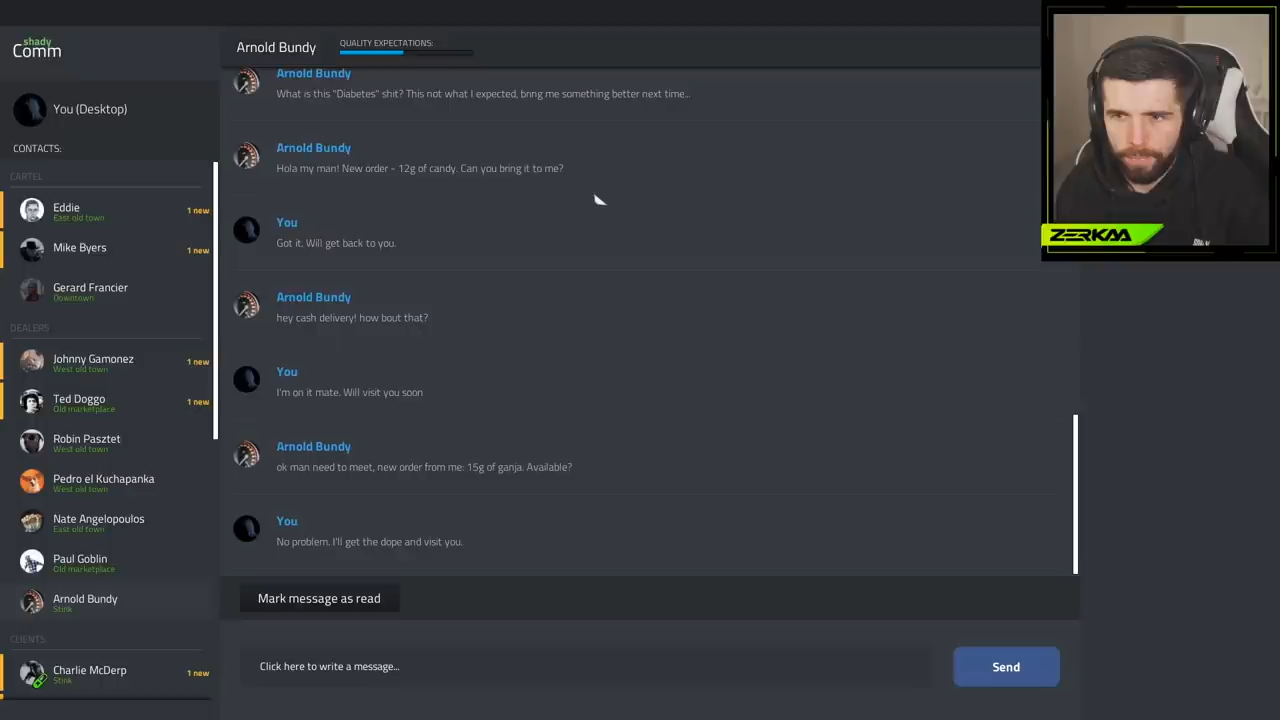 shady
Comm
You (Desktop)
CONTACTS:
CARTEL
Eddie
East old town
1 new
Mike Byers
1 new
Gerard Francier
Downtown
DEALERS
Johnny Gamonez
West old town
1 new
Ted Doggo
Old marketplace
1 new
Robin Pasztet
West old town
Pedro el Kuchapanka
West old town
Nate Angelopoulos
East old town
Paul Goblin
Old marketplace
Arnold Bundy
Stink
CLIENTS
Charlie McDerp
Stink
1 new
Arnold Bundy
QUALITY EXPECTATIONS:
Arnold Bundy
What is this "Diabetes" shit? This not what I expected, bring me something better next time...
Arnold Bundy
Hola my man! New order - 12g of candy. Can you bring it to me?
You
Got it. Will get back to you.
Arnold Bundy
hey cash delivery! how bout that?
You
I'm on it mate. Will visit you soon
Arnold Bundy
ok man need to meet, new order from me: 15g of ganja. Available?
You
No problem. I'll get the dope and visit you.
Mark message as read
Click here to write a message...
Send
ZERKAA